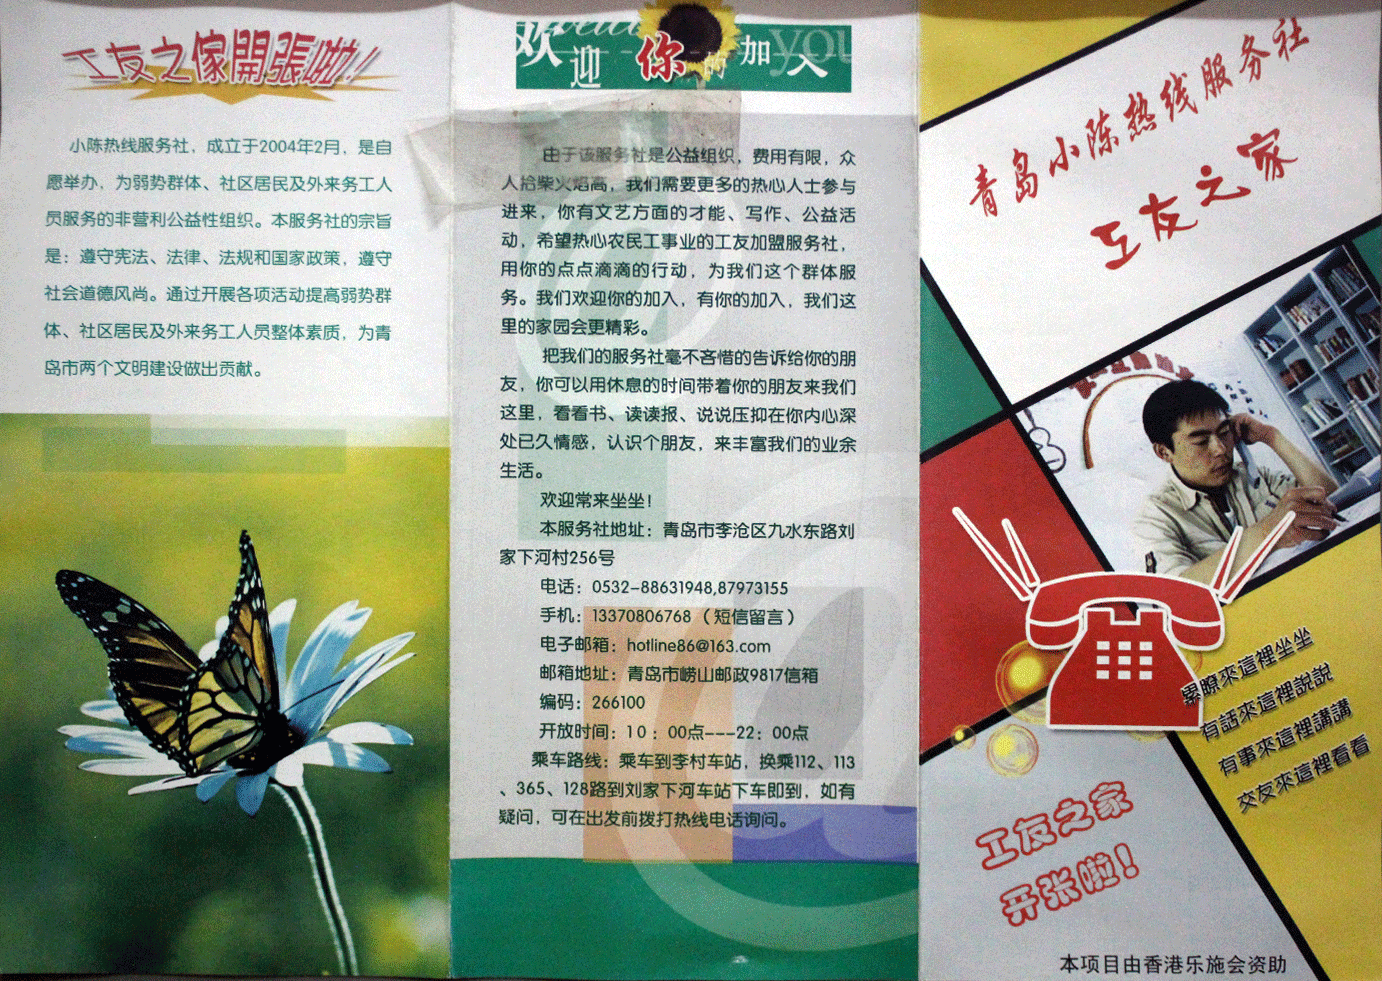 工友之傢開張啦！
小陈热线服务社，成立于2004年2月，是自
愿举办，为弱势群体、社区居民及外来务工人
员服务的非营利公益性组织。本服务社的宗旨
是：遵守宪法、法律、法规和国家政策，遵守
社会道德风尚。通过开展各项活动提高弱势群
体、社区居民及外来务工人员整体素质，为青
岛市两个文明建设做出贡献。
欢迎你的加入
you
由于该服务社是公益组织，费用有限，众
人拾柴火焰高，我们需要更多的热心人士参与
进来，你有文艺方面的才能、写作、公益活
动，希望热心农民工事业的工友加盟服务社，
用你的点点滴滴的行动，为我们这个群体服
务。我们欢迎你的加入，有你的加入，我们这
里的家园会更精彩。
把我们的服务社毫不吝惜的告诉给你的朋
友，你可以用休息的时间带着你的朋友来我们
这里，看看书、读读报、说说压抑在你内心深
处已久情感，认识个朋友，来丰富我们的业余
生活。
欢迎常来坐坐！
本服务社地址：青岛市李沧区九水东路刘
家下河村256号
电话：0532-88631948,87973155
手机：13370806768（短信留言）
电子邮箱：hotline86@163.com
邮箱地址：青岛市崂山邮政9817信箱
编码：266100
开放时间：10：00点---22：00点
乘车路线：乘车到李村车站，换乘112、113
、365、128路到刘家下河车站下车即到，如有
疑问，可在出发前拨打热线电话询问。
青岛小陈热线服务社
工友之家
累瞭來這裡坐坐
有話來這裡說說
有事來這裡講講
交友來這裡看看
工友之家
开张啦！
本项目由香港乐施会资助